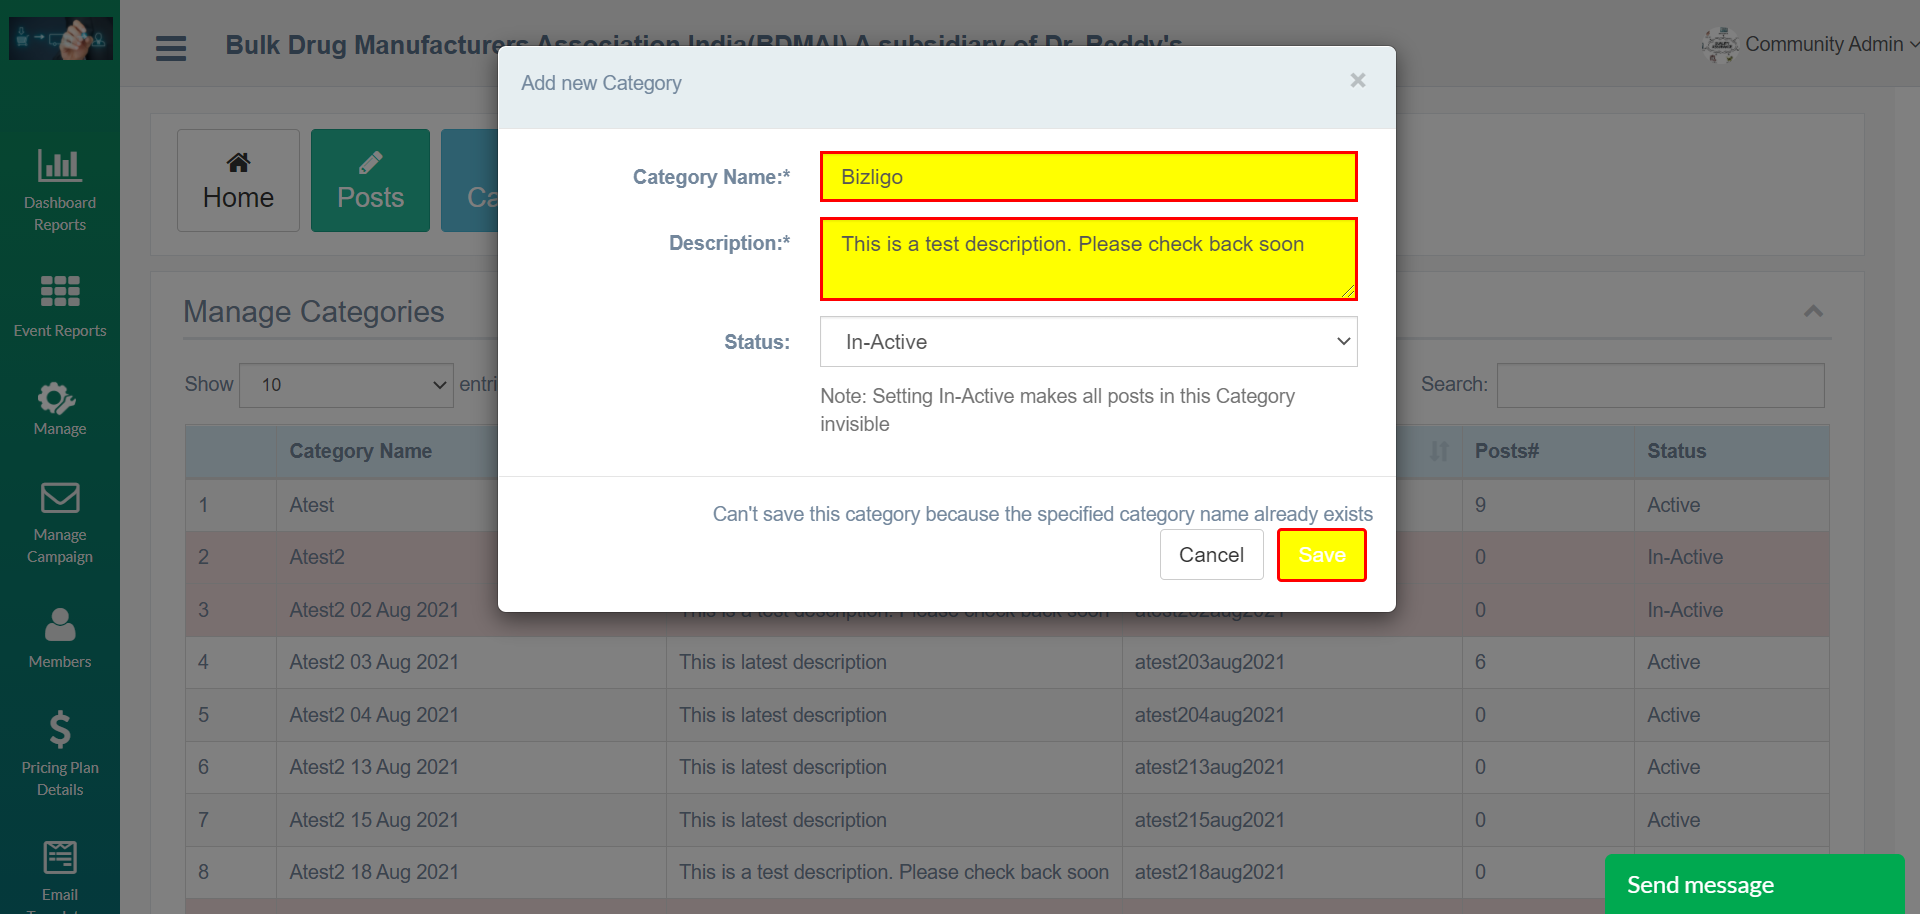 Bulk Drug Manufacturers Association India(BDMAI) A subsidiary of Dr. Reddy's
Community Admin
Dashboard
Reports
Event Reports
Manage
Manage
Campaign
Members
Pricing Plan
Details
Email
Home
Posts
Ca
Add new Category
×
Category Name:*
Bizligo
Description:*
This is a test description. Please check back soon
Status:
In-Active
Note: Setting In-Active makes all posts in this Category
invisible
Can't save this category because the specified category name already exists
Cancel
Save
Manage Categories
Show 10 entri
Search:
Category Name Posts# Status
1 Atest 9 Active
2 Atest2 0 In-Active
3 Atest2 02 Aug 2021 This is a test description. Please check back soon atest202aug2021 0 In-Active
4 Atest2 03 Aug 2021 This is latest description atest203aug2021 6 Active
5 Atest2 04 Aug 2021 This is latest description atest204aug2021 0 Active
6 Atest2 13 Aug 2021 This is latest description atest213aug2021 0 Active
7 Atest2 15 Aug 2021 This is latest description atest215aug2021 0 Active
8 Atest2 18 Aug 2021 This is a test description. Please check back soon atest218aug2021 0
Send message